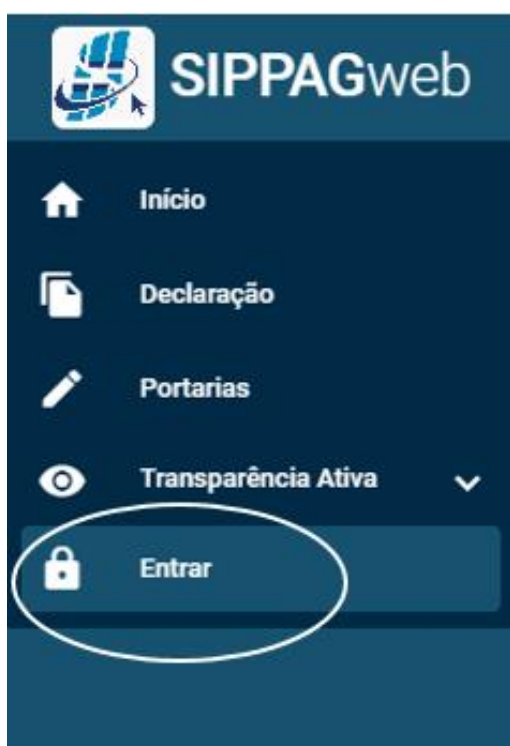 SIPPAGweb
Início
Declaração
Portarias
Transparência Ativa
Entrar